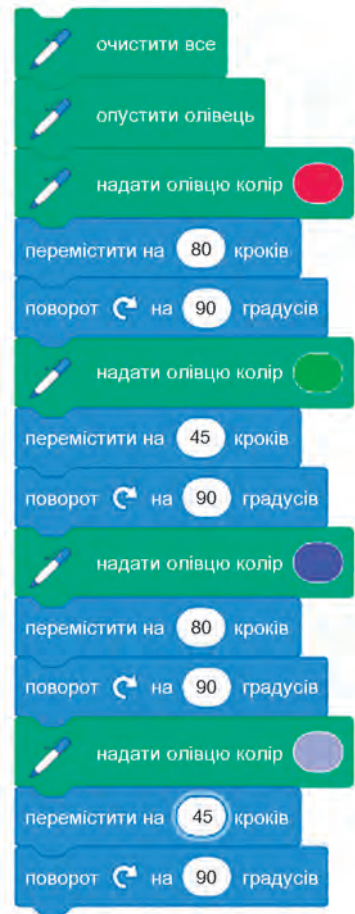 очистити все
опустити олівець
надати олівцю колір
перемістити на 80 кроків
поворот на 90 градусів
надати олівцю колір
перемістити на 45 кроків
поворот на 90 градусів
надати олівцю колір
перемістити на 80 кроків
поворот на 90 градусів
надати олівцю колір
перемістити на 45 кроків
поворот на 90 градусів